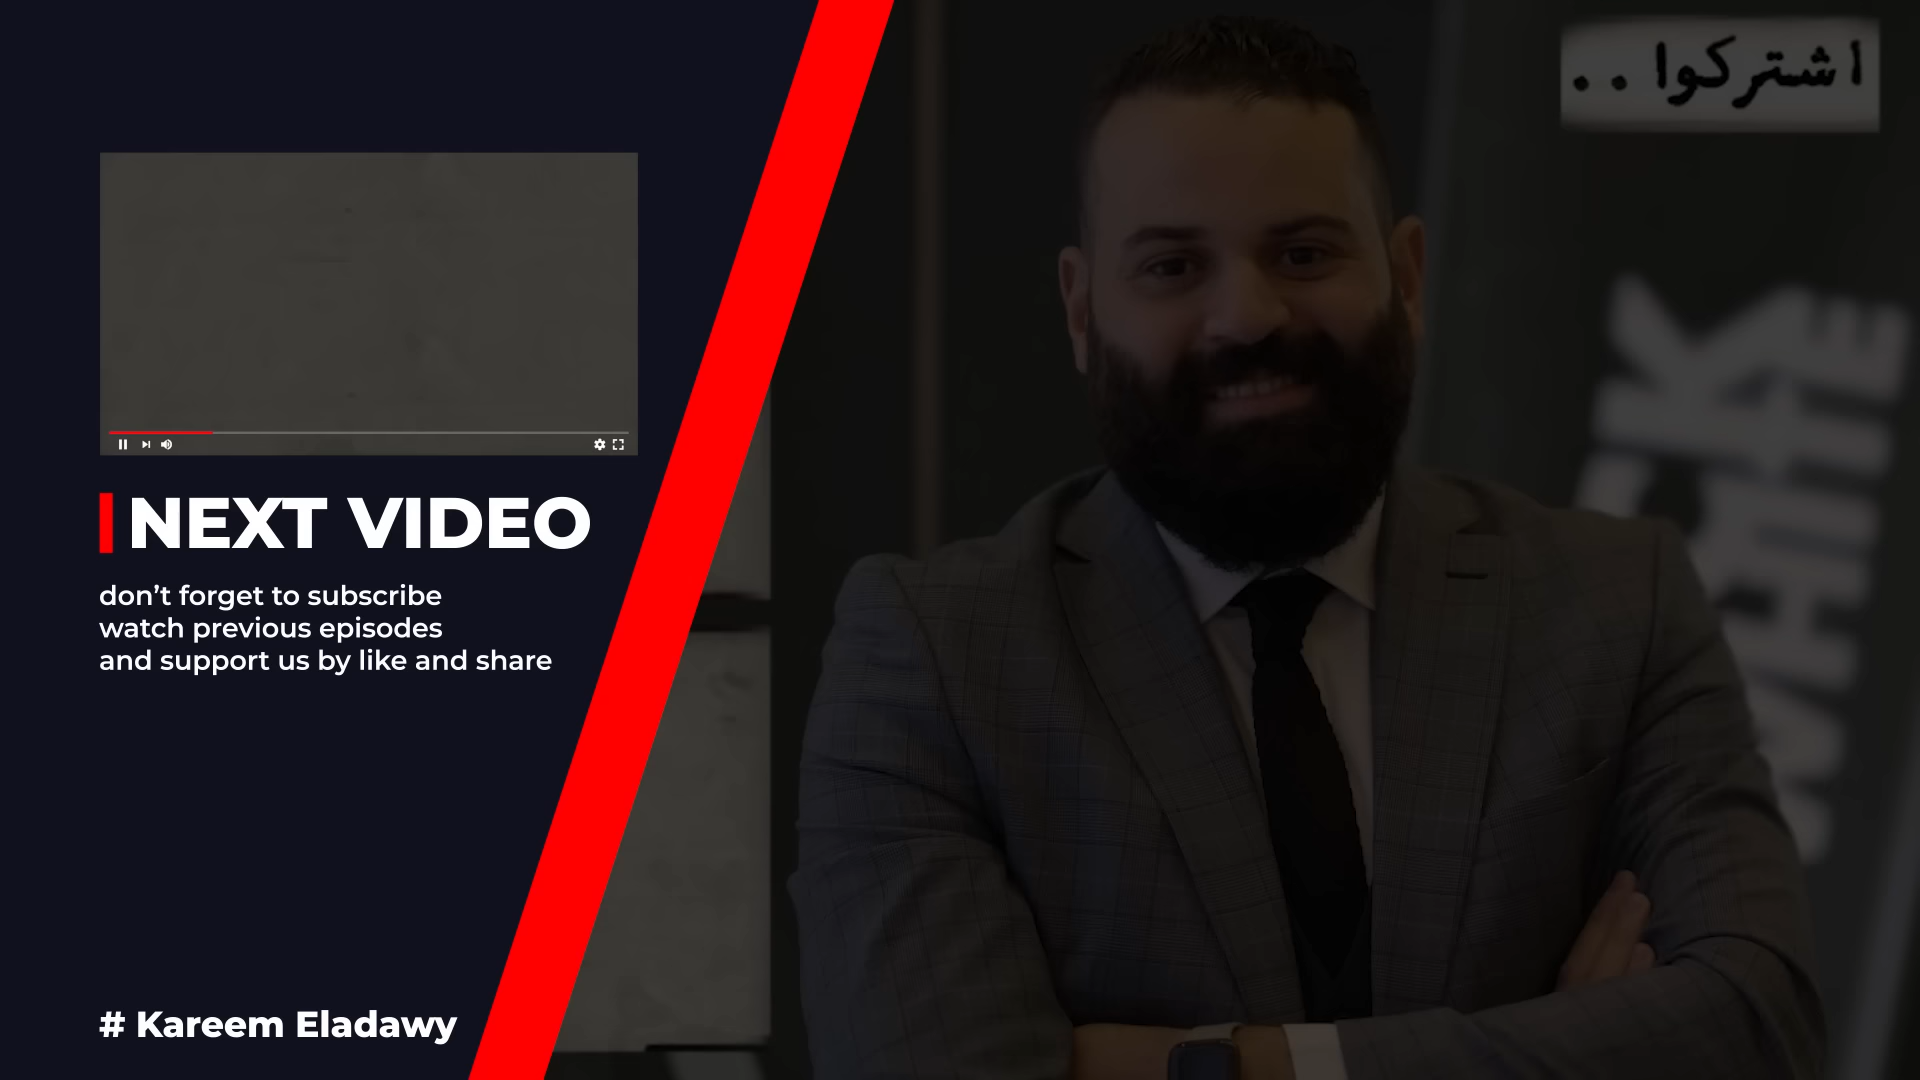 اشتركوا ..
NEXT VIDEO
don’t forget to subscribe
watch previous episodes
and support us by like and share
# Kareem Eladawy